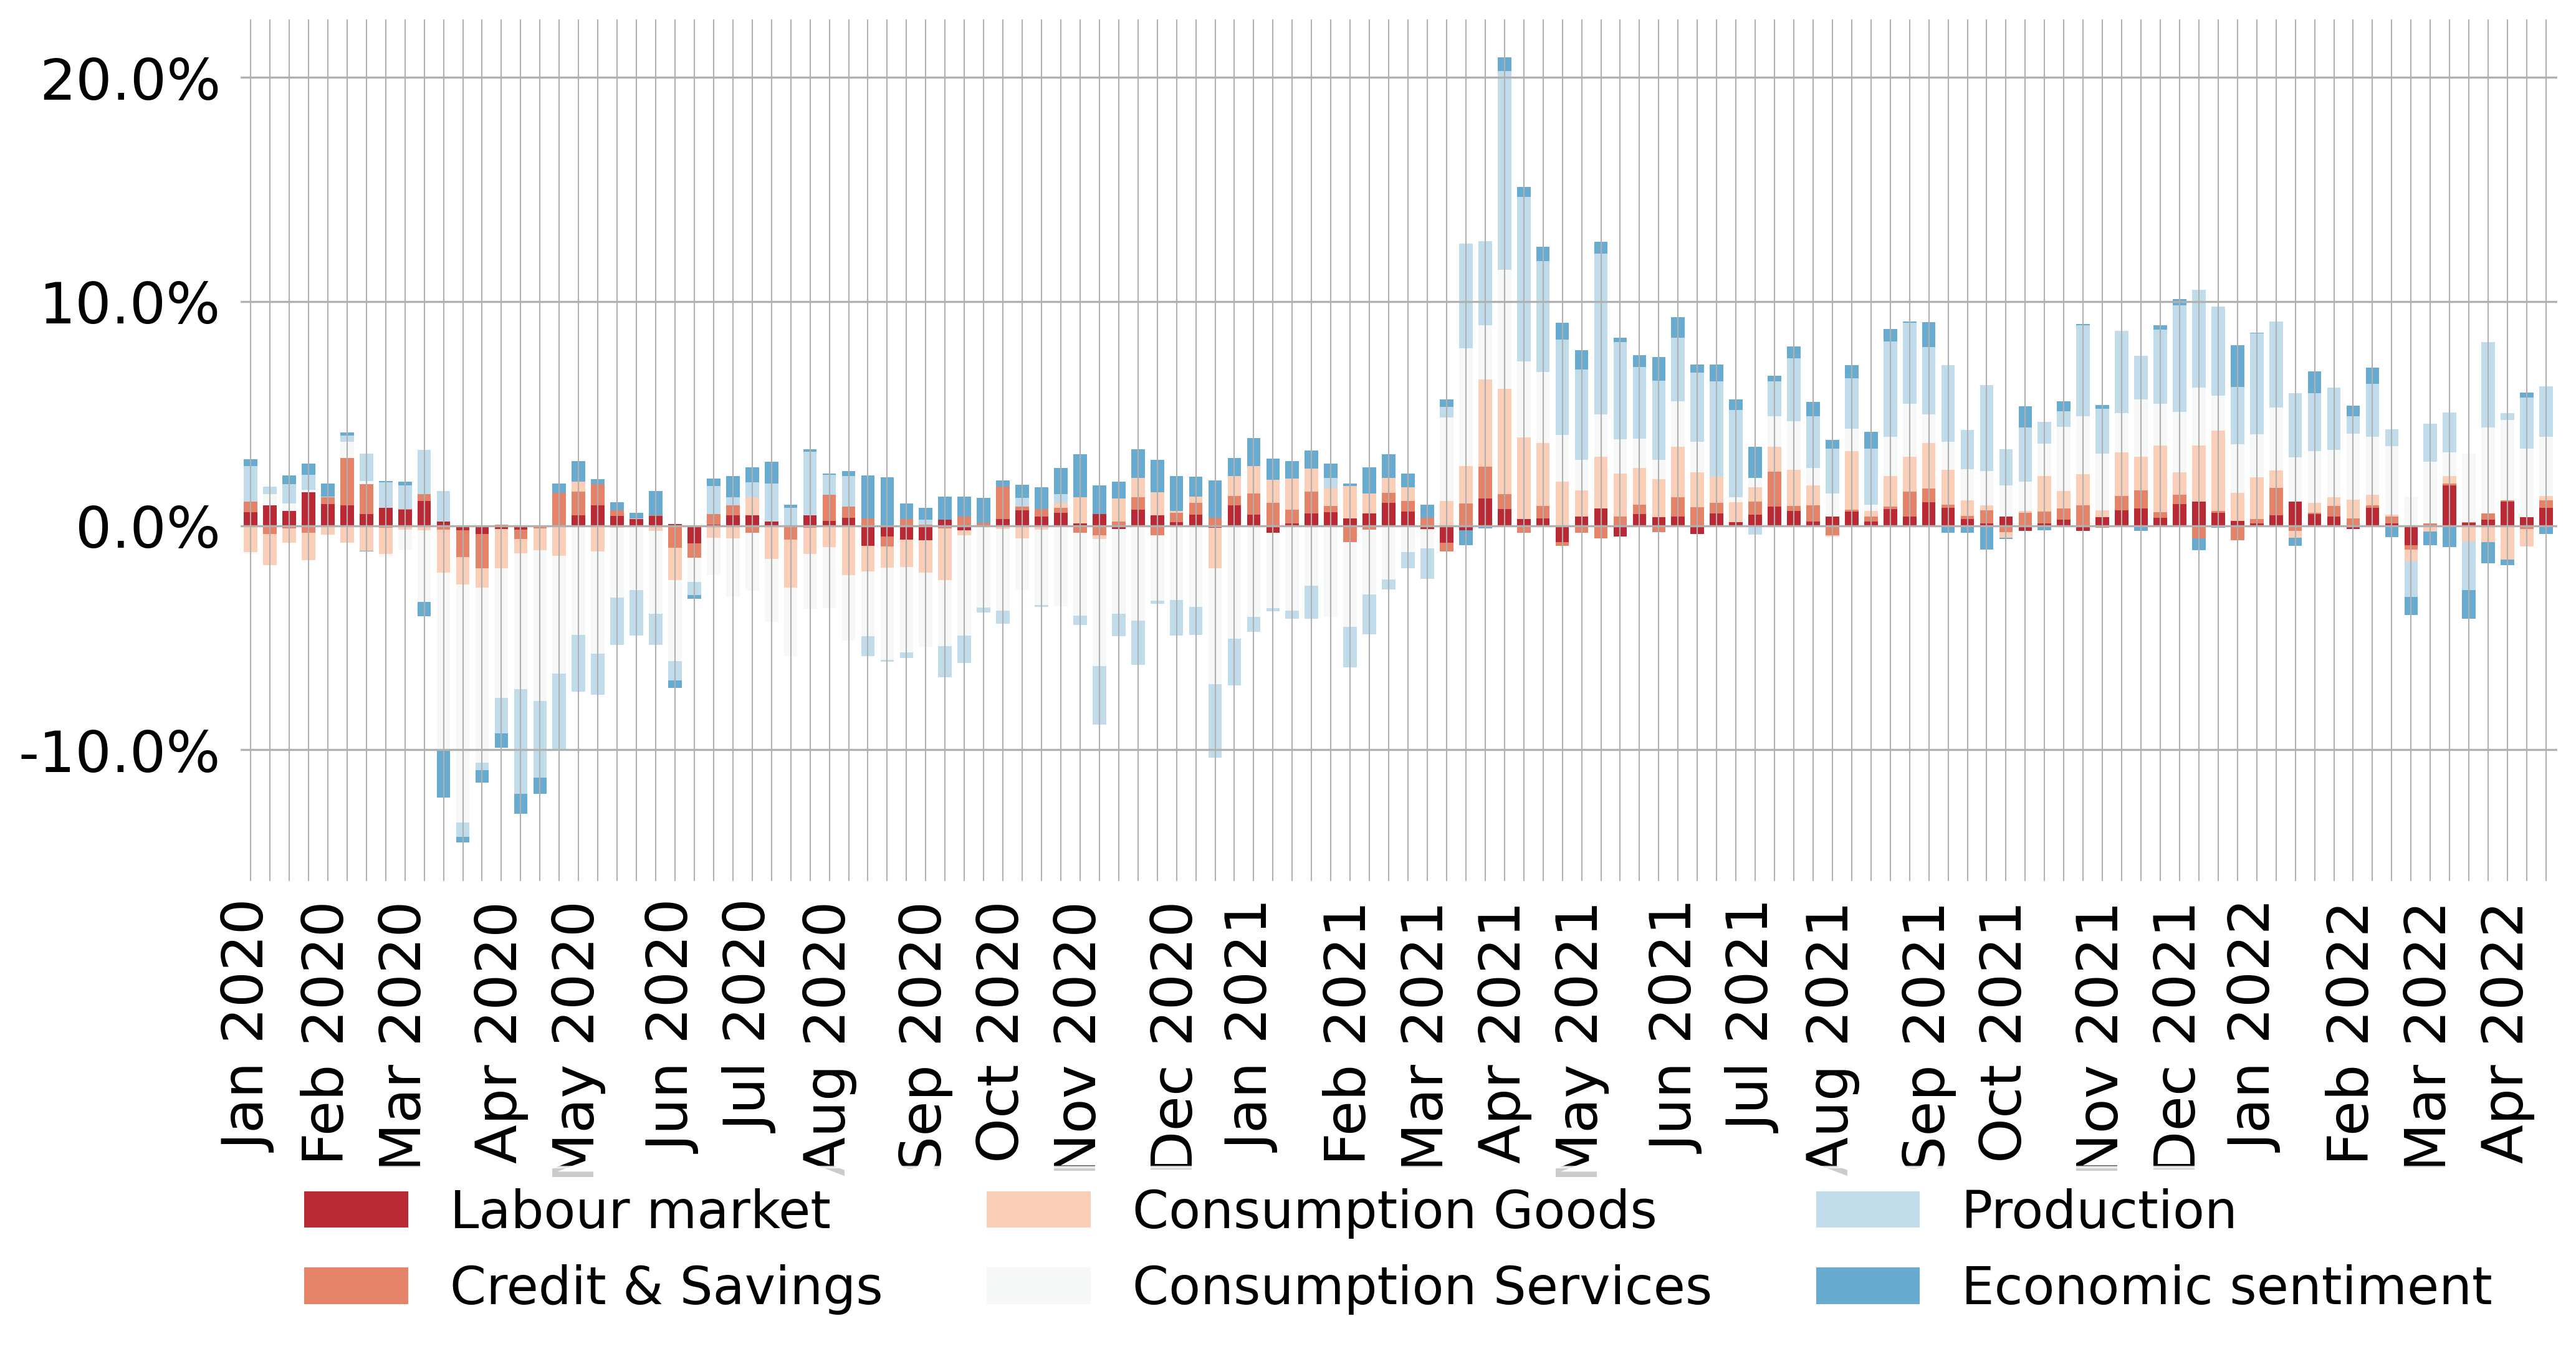 20.0%
10.0%
0.0%
-10.0%
Jan 2020
Feb 2020
Mar 2020
Apr 2020
May 2020
Jun 2020
Jul 2020
Aug 2020
Sep 2020
Oct 2020
Nov 2020
Dec 2020
Jan 2021
Feb 2021
Mar 2021
Apr 2021
May 2021
Jun 2021
Jul 2021
Aug 2021
Sep 2021
Oct 2021
Nov 2021
Dec 2021
Jan 2022
Feb 2022
Mar 2022
Apr 2022
Labour market
Credit & Savings
Consumption Goods
Consumption Services
Production
Economic sentiment